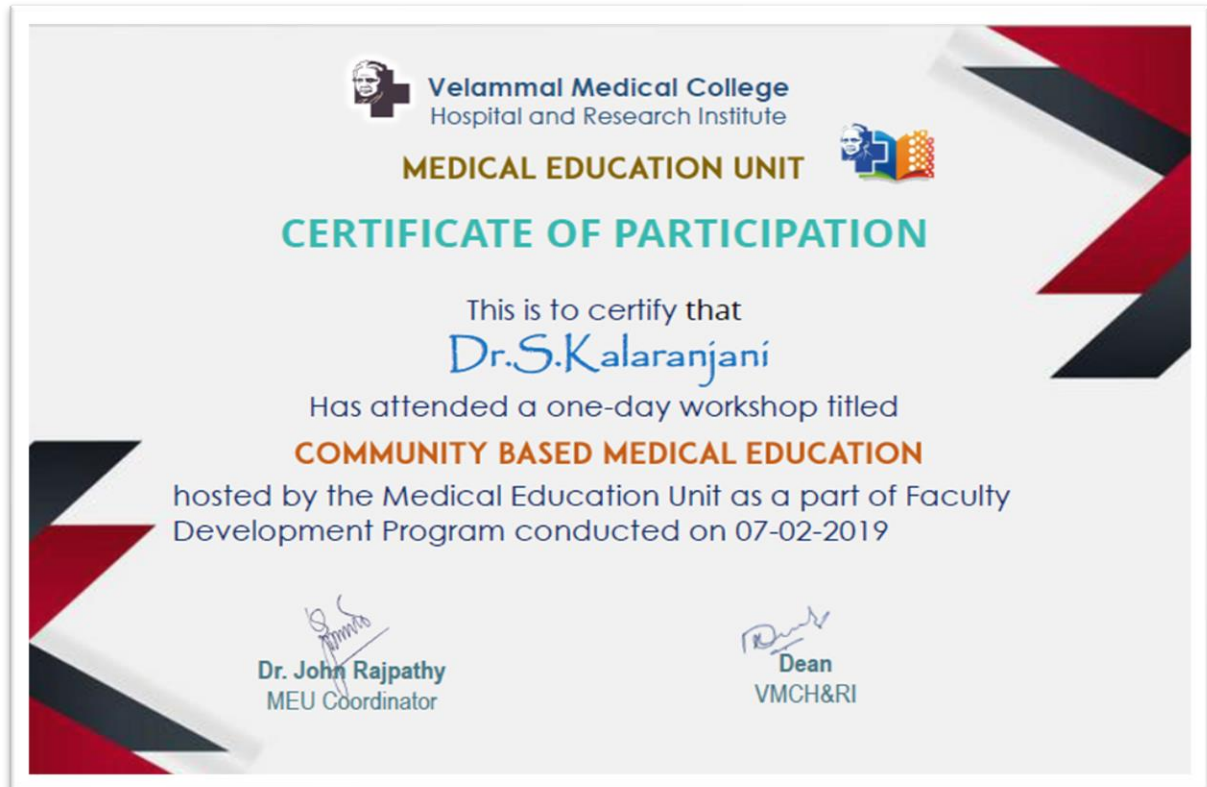 Velammal Medical College
Hospital and Research Institute
MEDICAL EDUCATION UNIT
CERTIFICATE OF PARTICIPATION
This is to certify that
Dr.S.Kalaranjani
Has attended a one-day workshop titled
COMMUNITY BASED MEDICAL EDUCATION
hosted by the Medical Education Unit as a part of Faculty
Development Program conducted on 07-02-2019
Dr. John Rajpathy
MEU Coordinator
Dean
VMCH&RI